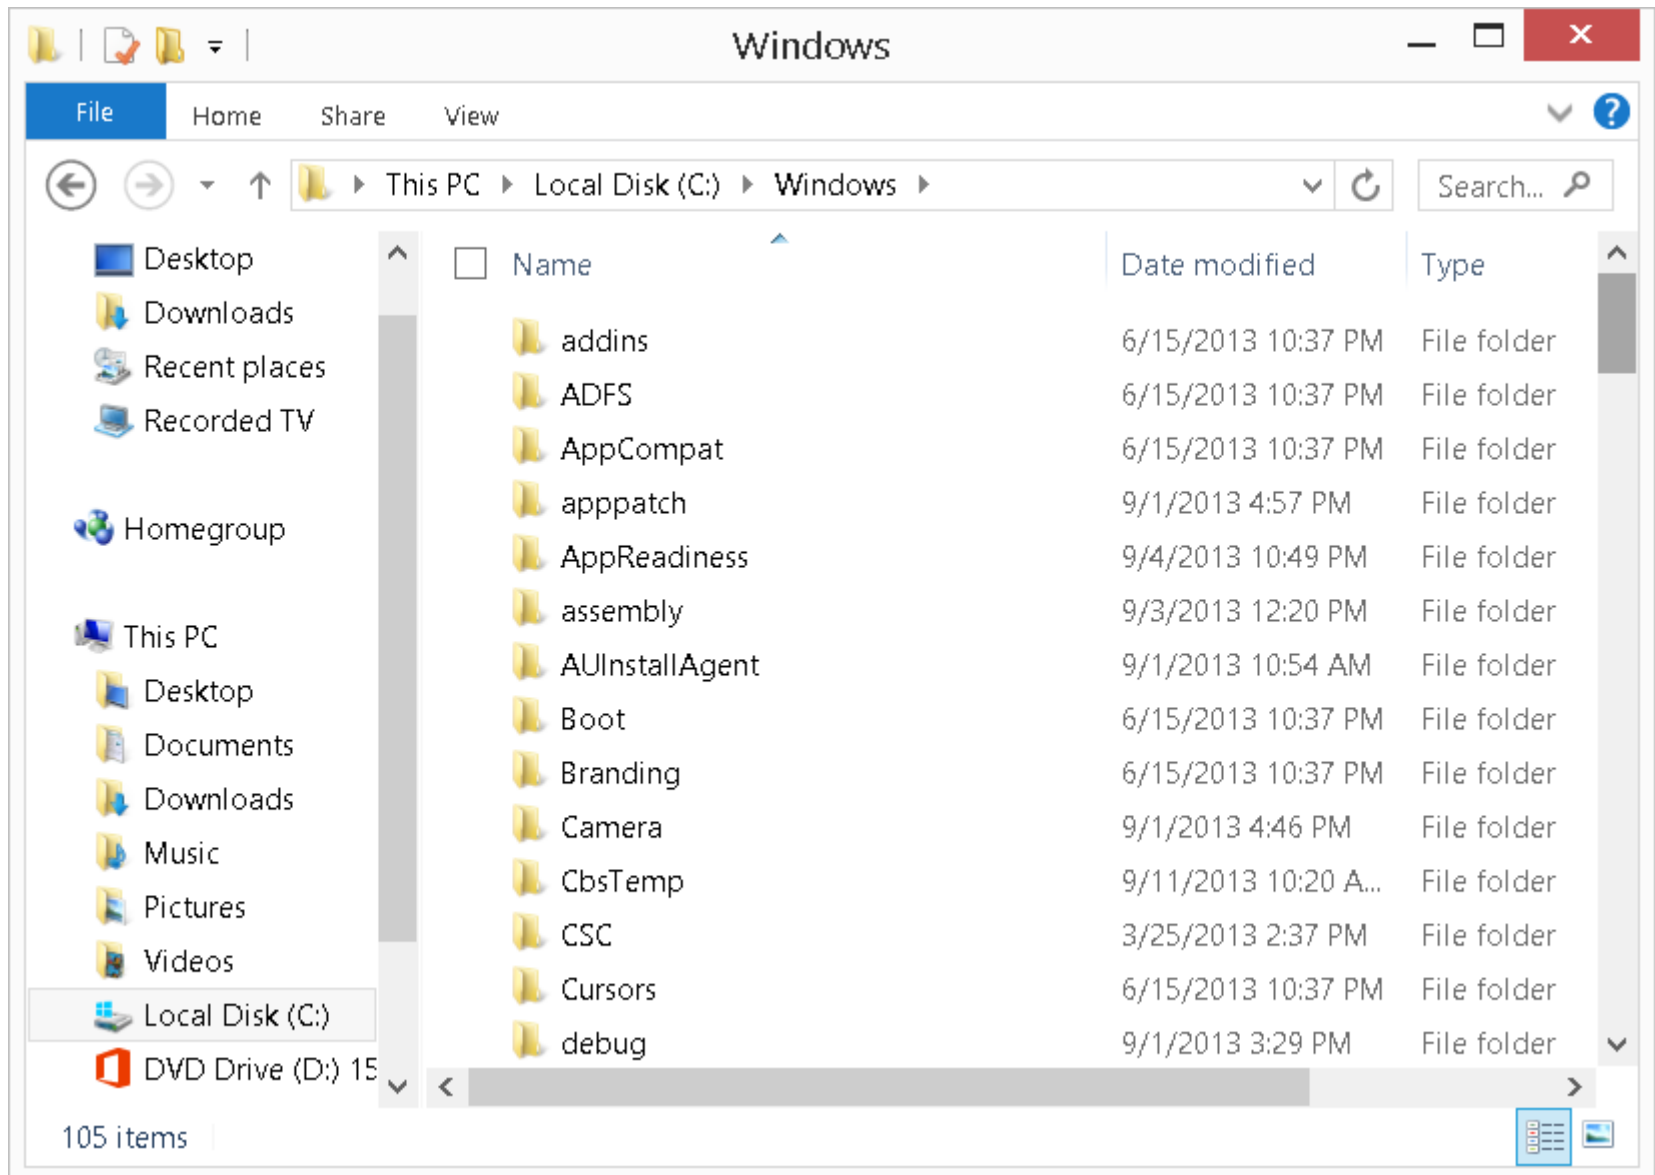 Windows
File Home Share View
This PC Local Disk (C:) Windows
Search...
Desktop
Downloads
Recent places
Recorded TV
Homegroup
This PC
Desktop
Documents
Downloads
Music
Pictures
Videos
Local Disk (C:)
DVD Drive (D:) 15
Name Date modified Type
addins 6/15/2013 10:37 PM File folder
ADFS 6/15/2013 10:37 PM File folder
AppCompat 6/15/2013 10:37 PM File folder
apppatch 9/1/2013 4:57 PM File folder
AppReadiness 9/4/2013 10:49 PM File folder
assembly 9/3/2013 12:20 PM File folder
AUInstallAgent 9/1/2013 10:54 AM File folder
Boot 6/15/2013 10:37 PM File folder
Branding 6/15/2013 10:37 PM File folder
Camera 9/1/2013 4:46 PM File folder
CbsTemp 9/11/2013 10:20 A... File folder
CSC 3/25/2013 2:37 PM File folder
Cursors 6/15/2013 10:37 PM File folder
debug 9/1/2013 3:29 PM File folder
105 items